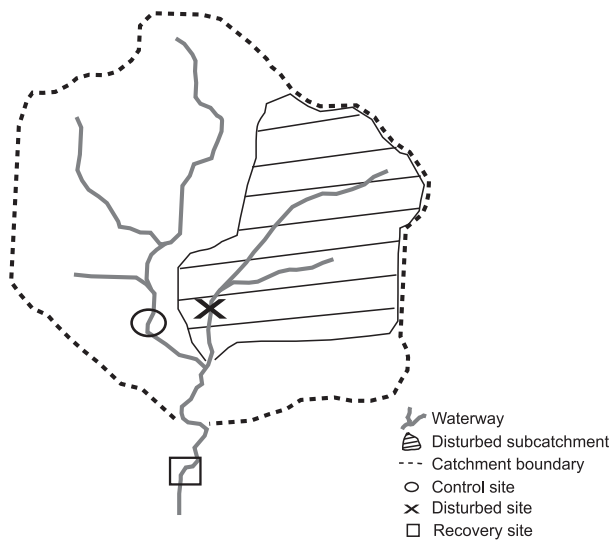 Waterway
Disturbed subcatchment
Catchment boundary
Control site
Disturbed site
Recovery site